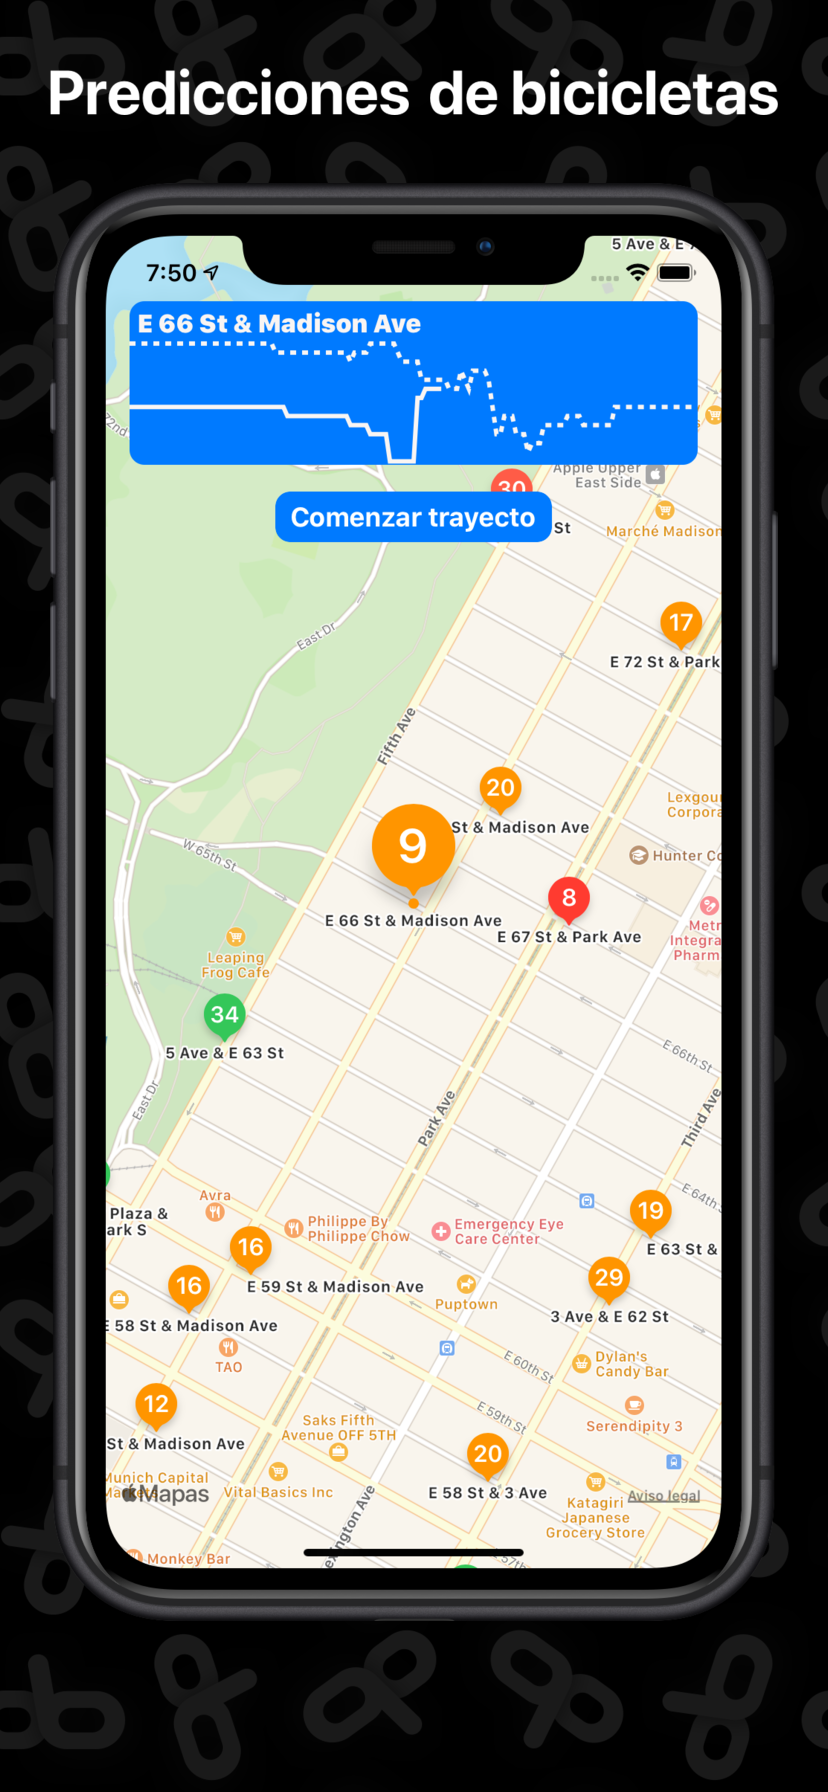 Predicciones de bicicletas
5 Ave & E
7:50
E 66 St & Madison Ave
72nd
Apple Upper
East Side
30
Comenzar trayecto
St
Marché Madison
17
E 72 St & Park
East Dr
Fifth Ave
20
St & Madison Ave
Lexgou
Corpora
9
W 65th St
Hunter Co
8
E 66 St & Madison Ave
E 67 St & Park Ave
Metr
Integra
Pharm
Leaping
Frog Cafe
34
5 Ave & E 63 St
E 66th St
East Dr
Park Ave
Third Ave
E 64th S
Avra
Plaza &
ark S
Philippe By
Philippe Chow
Emergency Eye
Care Center
19
E 63 St &
16
E 59 St & Madison Ave
16
E 58 St & Madison Ave
29
3 Ave & E 62 St
Puptown
TAO
E 60th St
Dylan's
Candy Bar
12
St & Madison Ave
Saks Fifth
Avenue OFF 5TH
E 59th St
Serendipity 3
20
E 58 St & 3 Ave
Munich Capital
Markets
Mapas
Vital Basics Inc
Aviso legal
Katagiri
Japanese
Grocery Store
exington Ave
Monkey Bar
57th